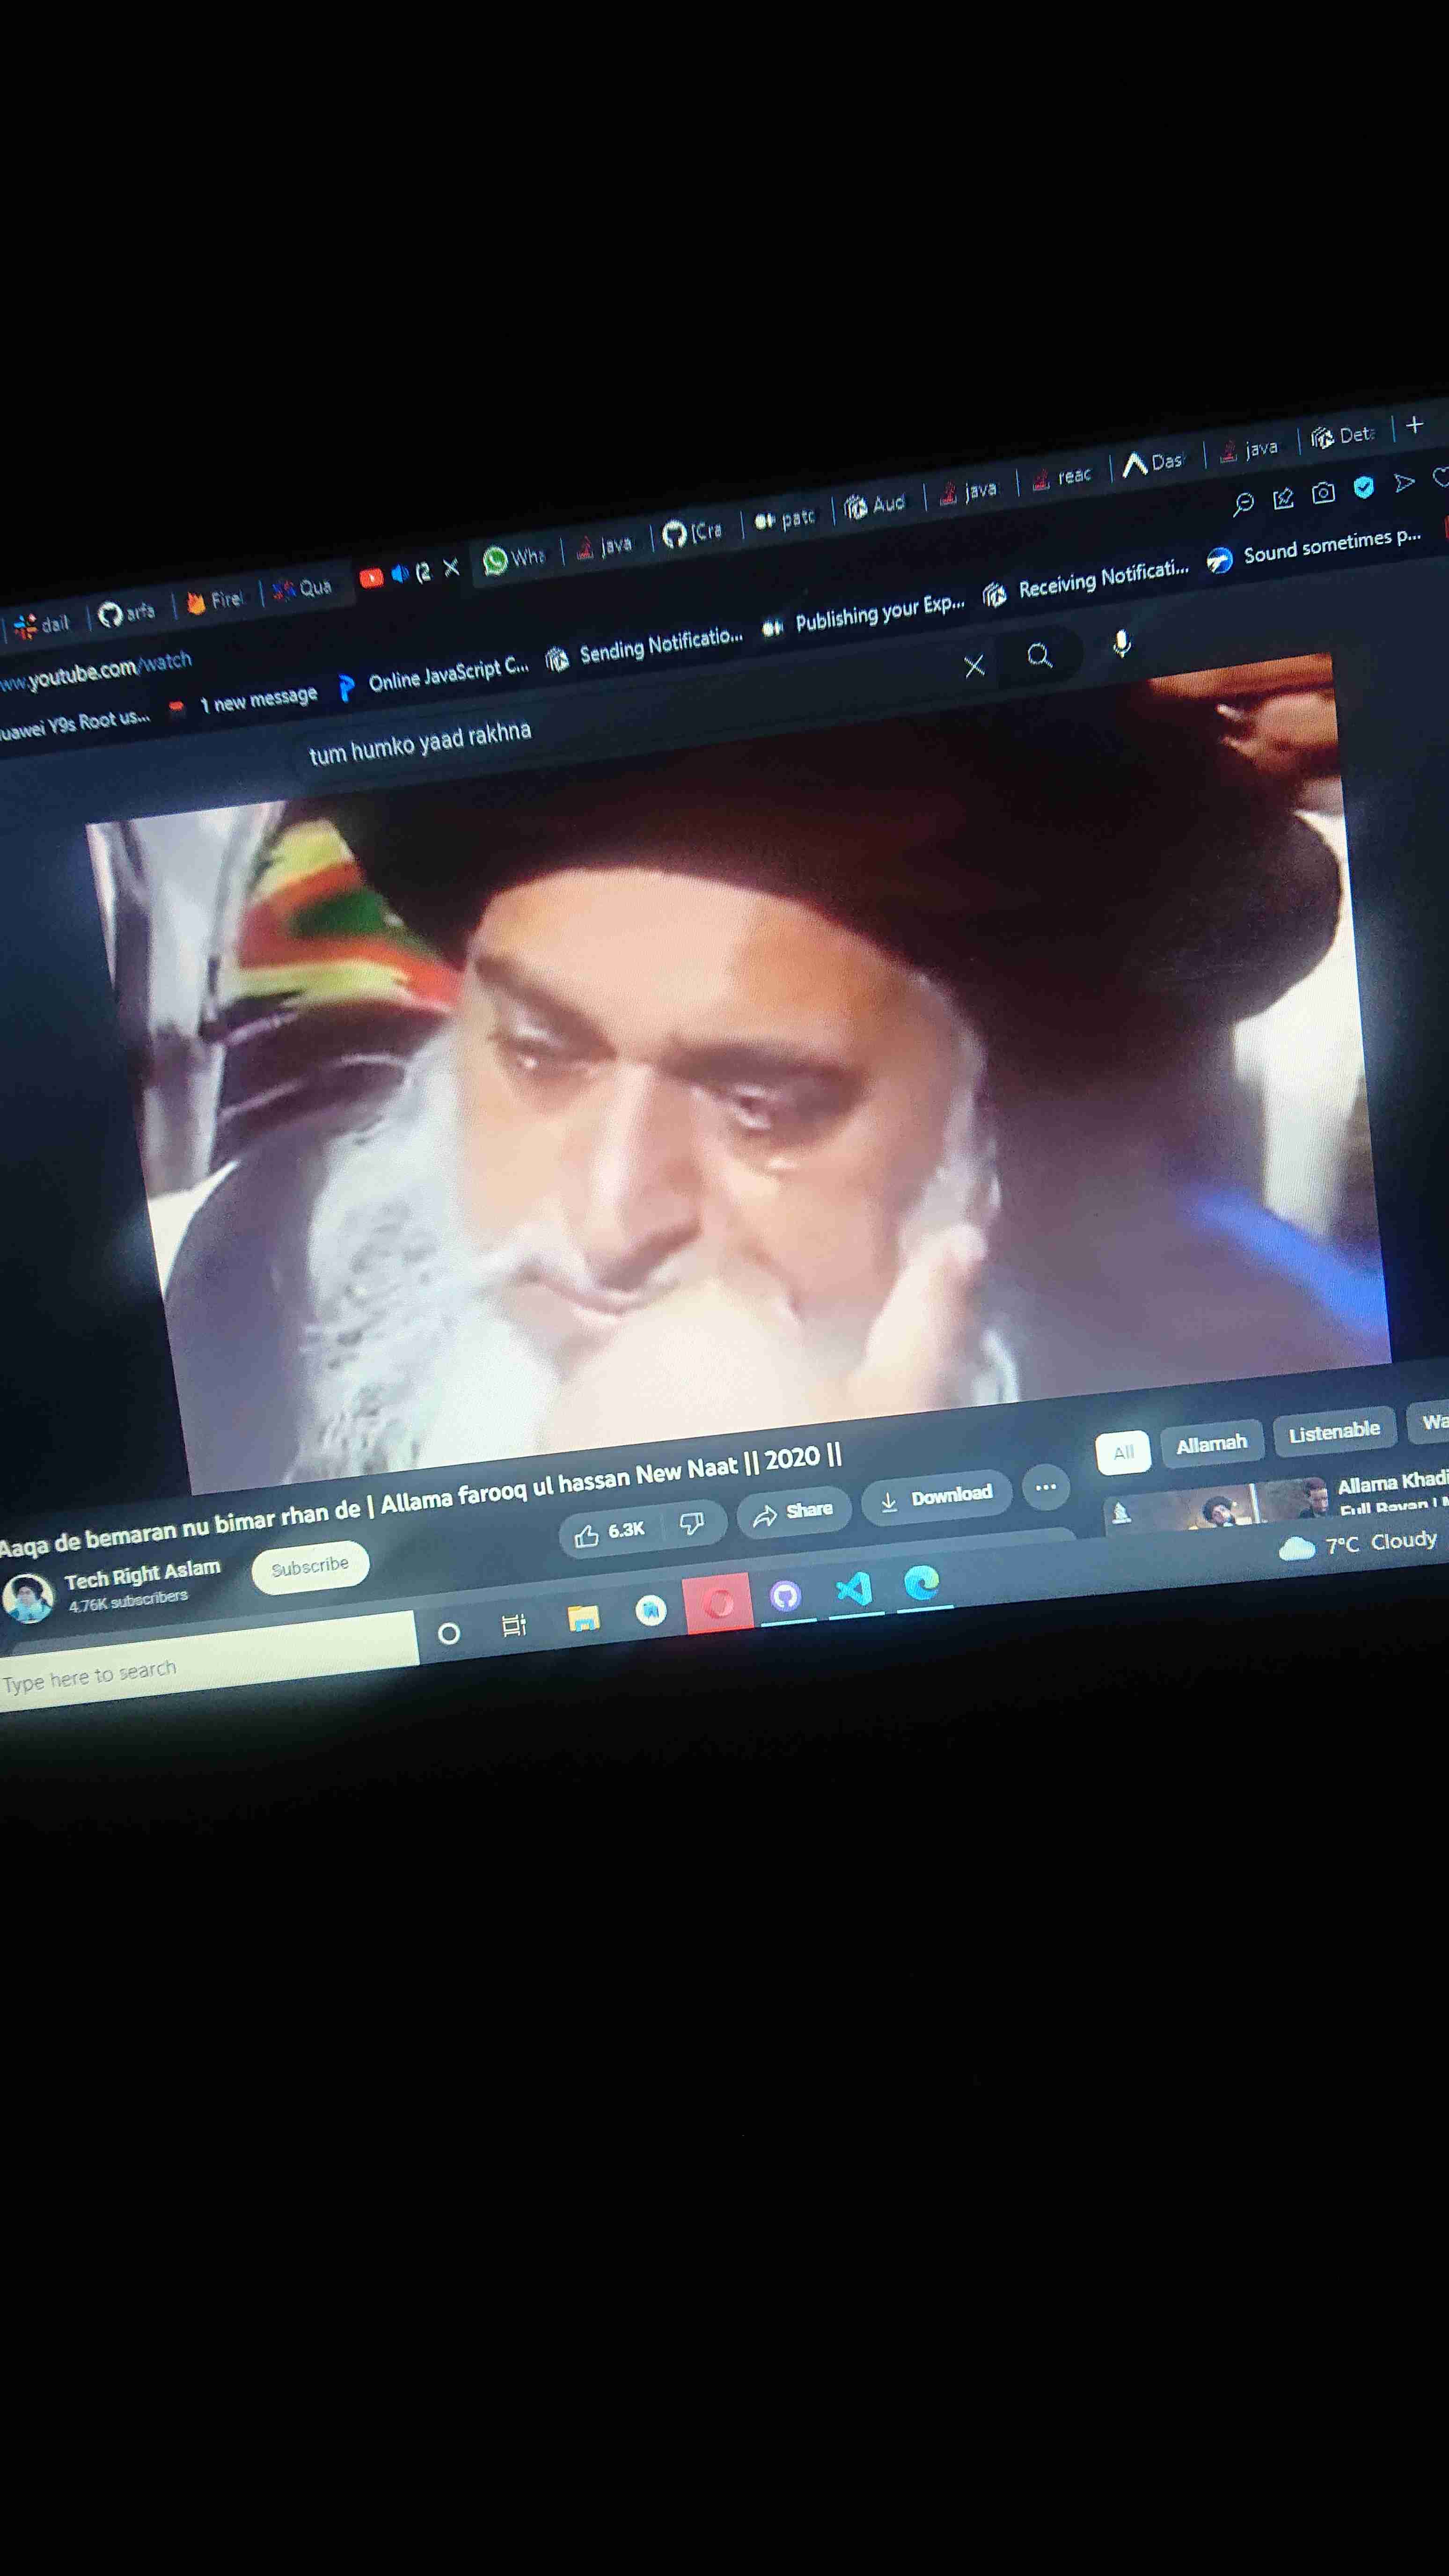 dail arfa Fire Qua (2 Wha java [Cra patc Aud java reac Das java Det
ww.youtube.com/watch
uawei Y9s Root us... 1 new message Online JavaScript C... Sending Notificatio... Publishing your Exp... Receiving Notificati... Sound sometimes p...
tum humko yaad rakhna
Aaqa de bemaran nu bimar rhan de | Allama farooq ul hassan New Naat || 2020 ||
Tech Right Aslam
4.76K subscribers
Subscribe
6.3K Share Download
All Allamah Listenable Wa
Allama Khadi
7°C Cloudy
Type here to search